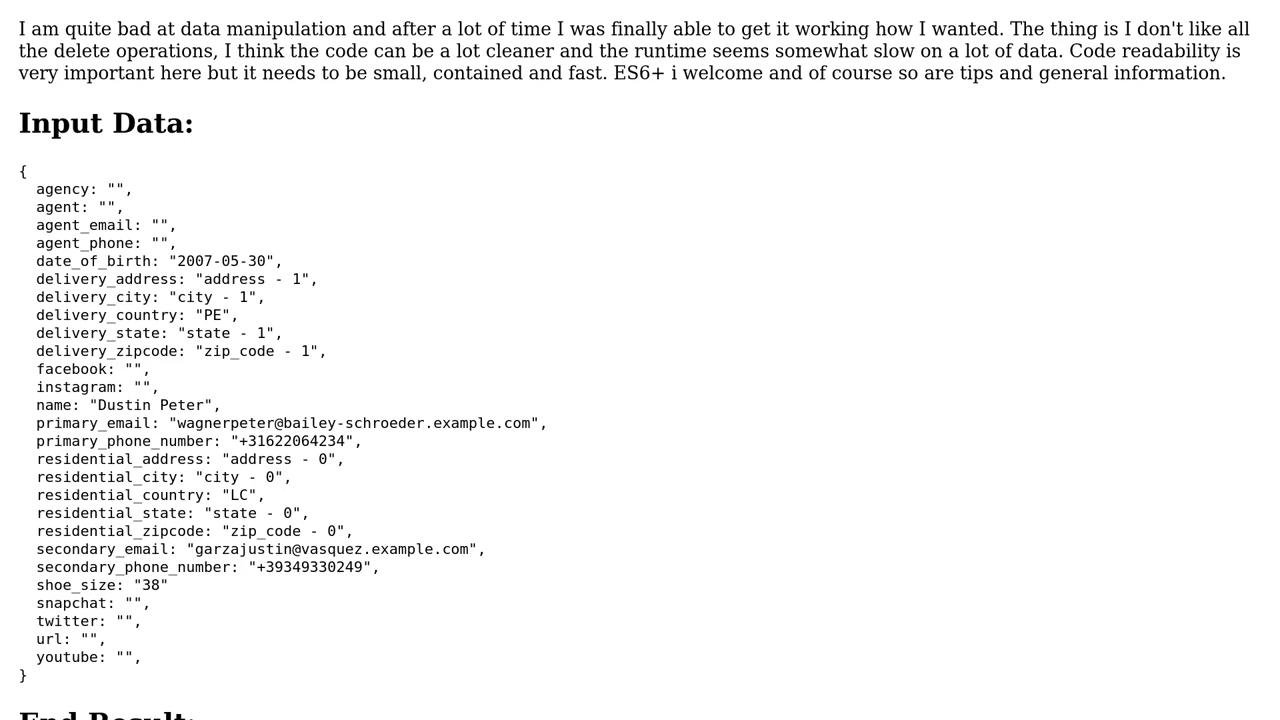 I am quite bad at data manipulation and after a lot of time I was finally able to get it working how I wanted. The thing is I don't like all
the delete operations, I think the code can be a lot cleaner and the runtime seems somewhat slow on a lot of data. Code readability is
very important here but it needs to be small, contained and fast. ES6+ i welcome and of course so are tips and general information.
Input Data:
{
  agency: "",
  agent: "",
  agent_email: "",
  agent_phone: "",
  date_of_birth: "2007-05-30",
  delivery_address: "address - 1",
  delivery_city: "city - 1",
  delivery_country: "PE",
  delivery_state: "state - 1",
  delivery_zipcode: "zip_code - 1",
  facebook: "",
  instagram: "",
  name: "Dustin Peter",
  primary_email: "wagnerpeter@bailey-schroeder.example.com",
  primary_phone_number: "+31622064234",
  residential_address: "address - 0",
  residential_city: "city - 0",
  residential_country: "LC",
  residential_state: "state - 0",
  residential_zipcode: "zip_code - 0",
  secondary_email: "garzajustin@vasquez.example.com",
  secondary_phone_number: "+39349330249",
  shoe_size: "38"
  snapchat: "",
  twitter: "",
  url: "",
  youtube: "",
}
End Result: